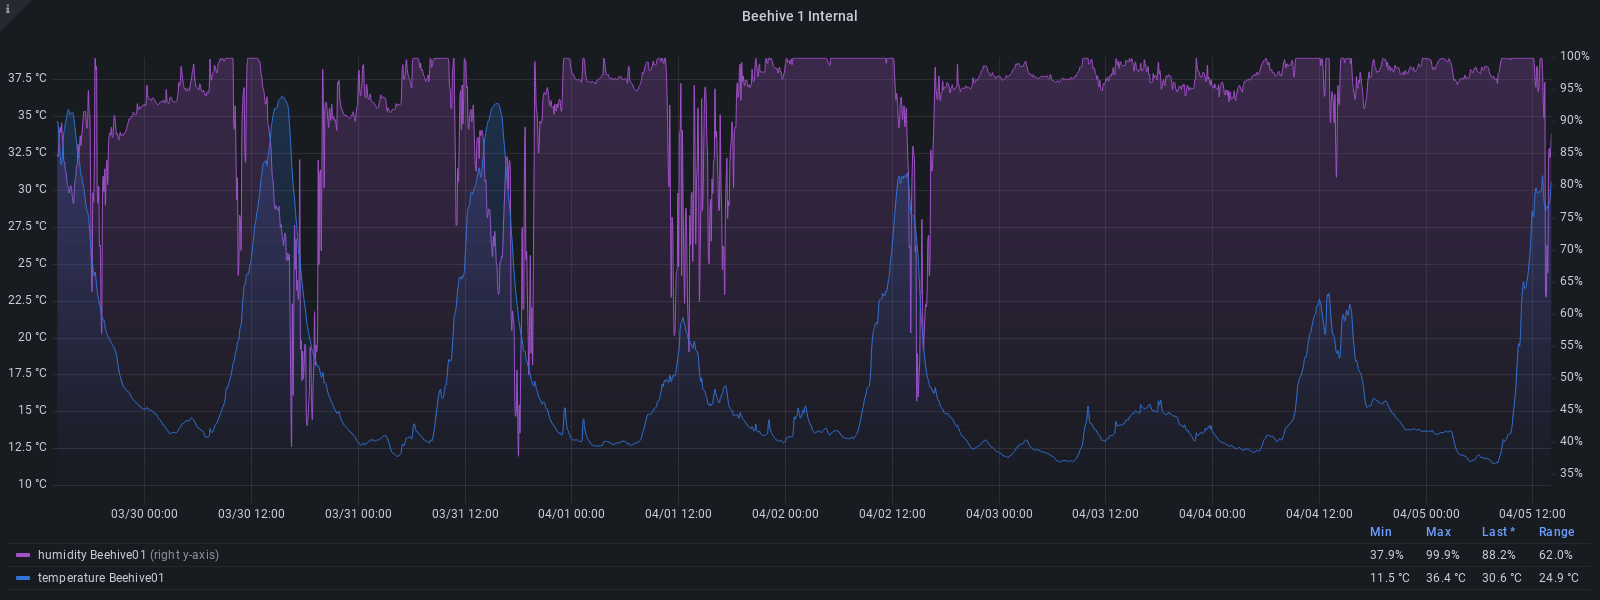 i
Beehive 1 Internal
37.5 °C
35 °C
32.5 °C
30 °C
27.5 °C
25 °C
22.5 °C
20 °C
17.5 °C
15 °C
12.5 °C
10 °C
100%
95%
90%
85%
80%
75%
70%
65%
60%
55%
50%
45%
40%
35%
03/30 00:00 03/30 12:00 03/31 00:00 03/31 12:00 04/01 00:00 04/01 12:00 04/02 00:00 04/02 12:00 04/03 00:00 04/03 12:00 04/04 00:00 04/04 12:00 04/05 00:00 04/05 12:00
Min Max Last * Range
humidity Beehive01 (right y-axis) 37.9% 99.9% 88.2% 62.0%
temperature Beehive01 11.5 °C 36.4 °C 30.6 °C 24.9 °C